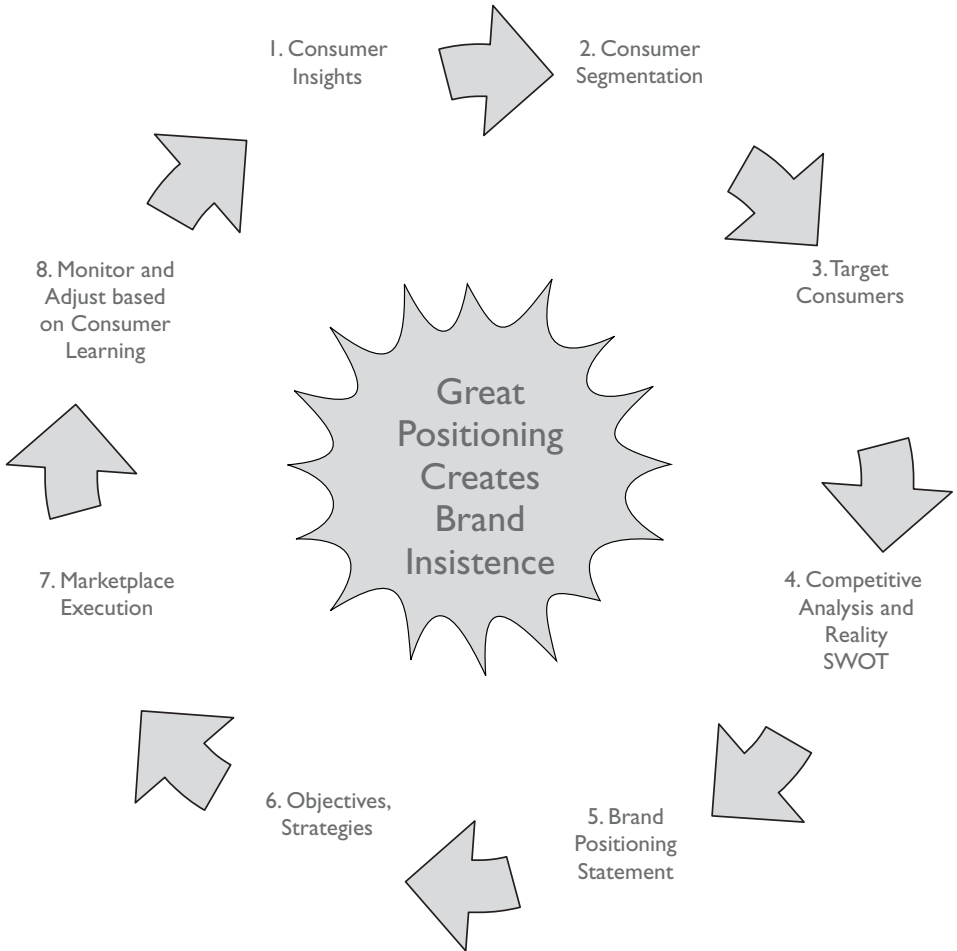 1. Consumer
Insights
2. Consumer
Segmentation
3. Target
Consumers
4. Competitive
Analysis and
Reality
SWOT
5. Brand
Positioning
Statement
6. Objectives,
Strategies
7. Marketplace
Execution
8. Monitor and
Adjust based
on Consumer
Learning
Great
Positioning
Creates
Brand
Insistence